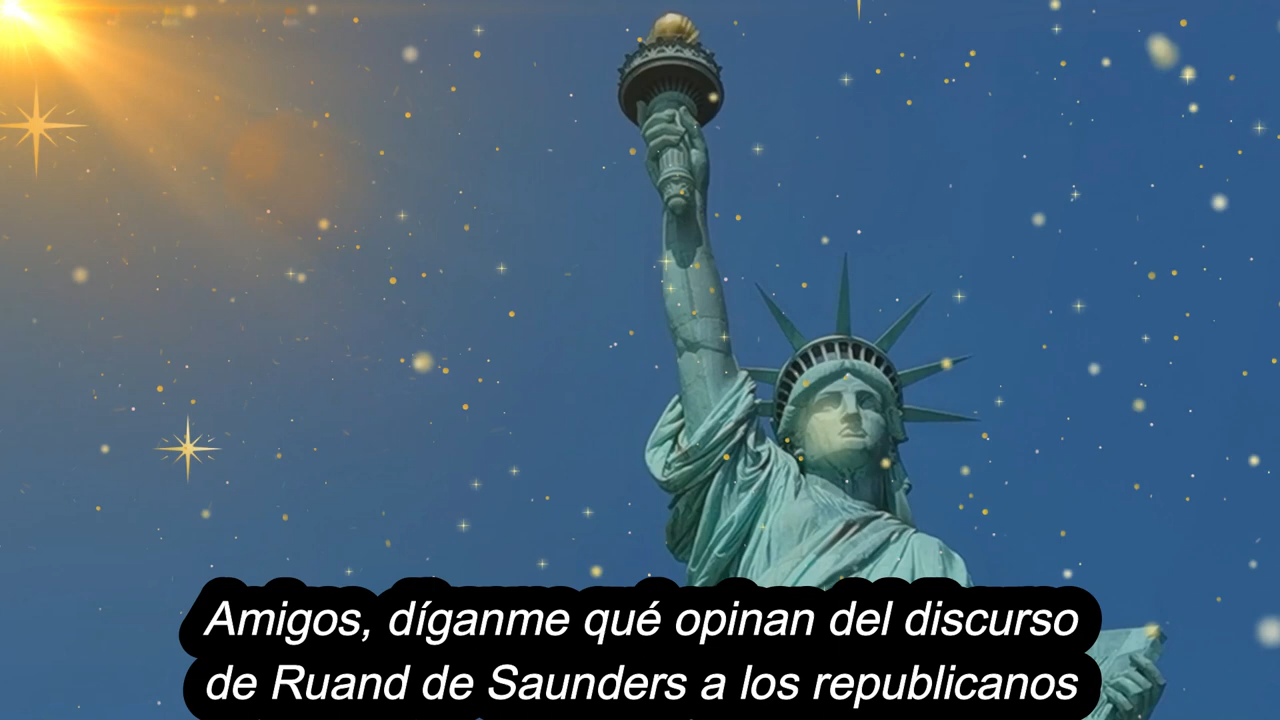 Amigos, díganme qué opinan del discurso
de Ruand de Saunders a los republicanos